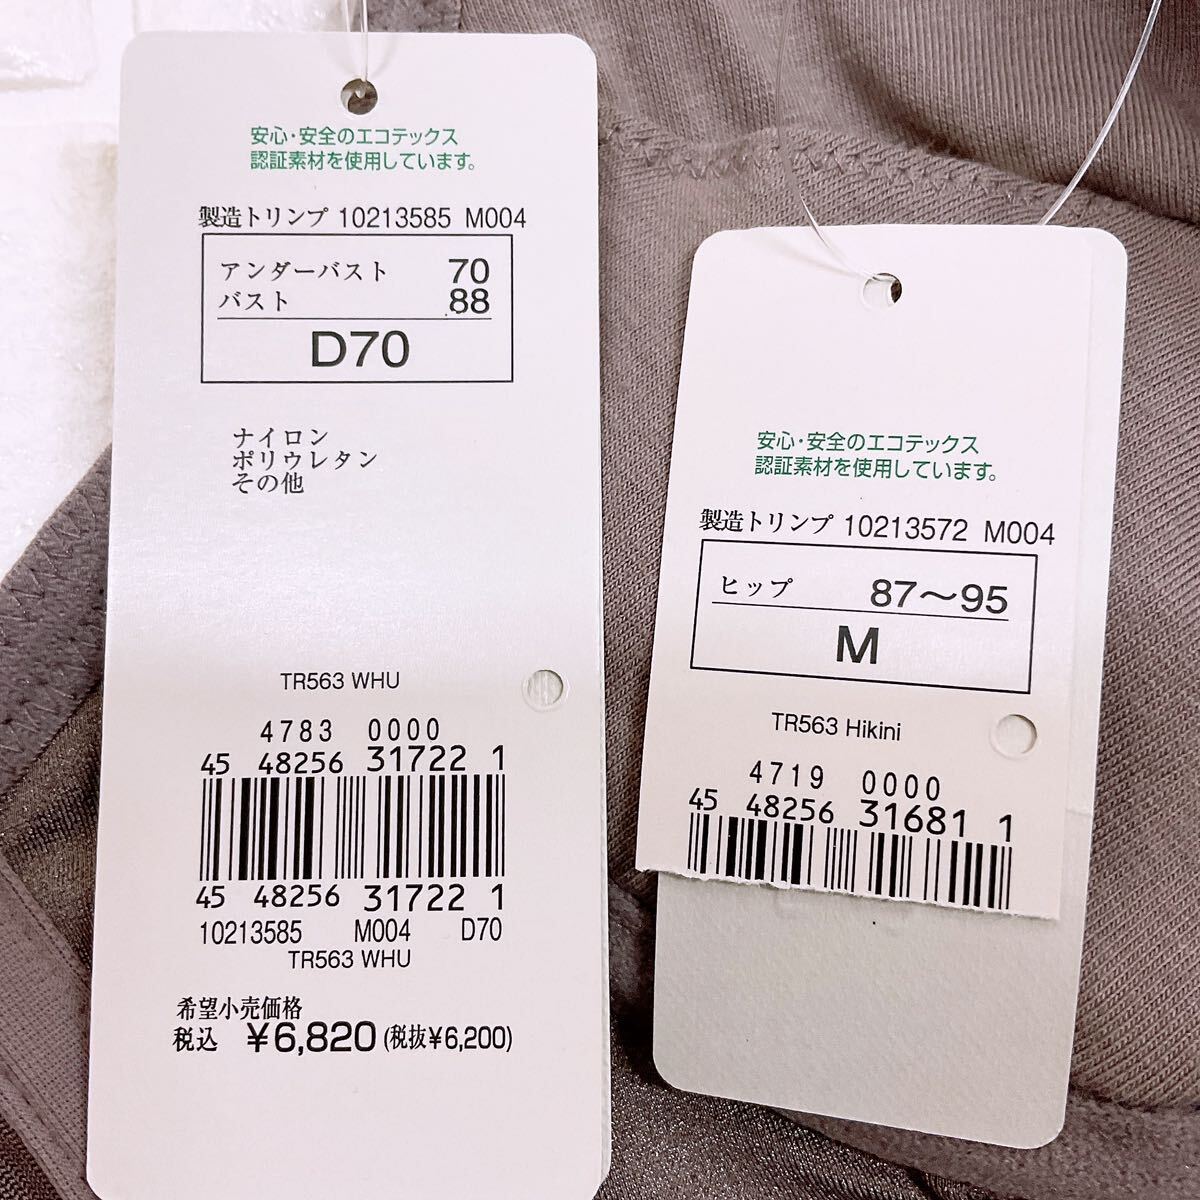 安心・安全のエコテックス
認証素材を使用しています。
製造トリンプ 10213585 M004
アンダーバスト 70
バスト 88
D70
ナイロン
ポリウレタン
その他
TR563 WHU
4783 0000
45 48256 31722 1
45 48256 31722 1
10213585 M004 D70
TR563 WHU
希望小売価格
税込 ¥6,820 (税抜¥6,200)
安心・安全のエコテックス
認証素材を使用しています。
製造トリンプ 10213572 M004
ヒップ 87〜95
M
TR563 Hikini
4719 0000
45 48256 31681 1